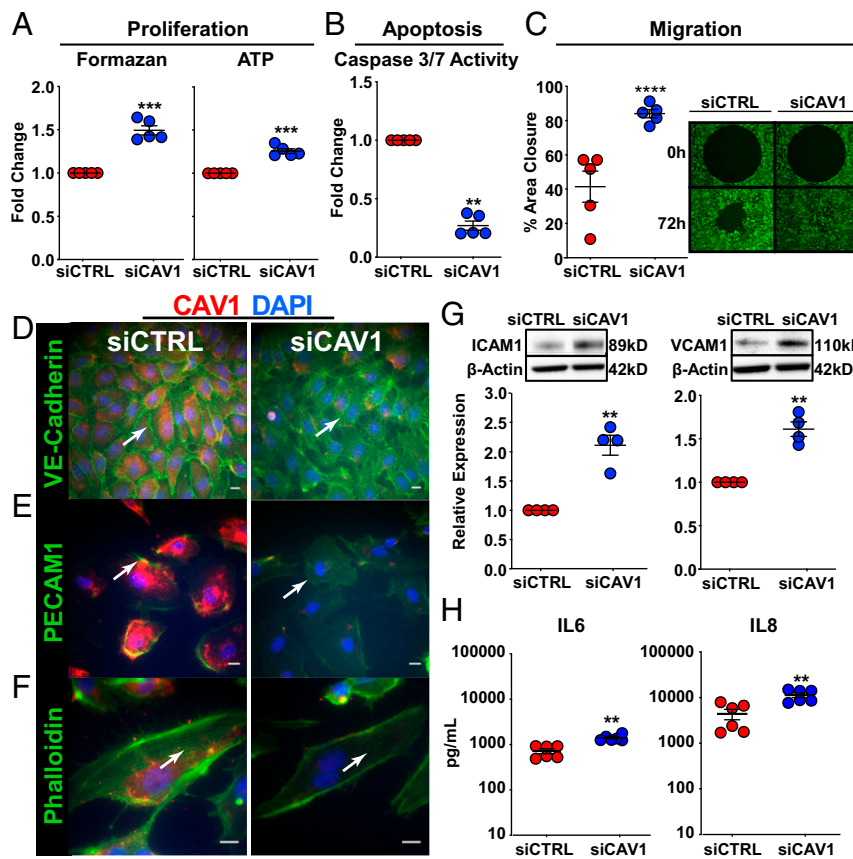 A
Proliferation
Formazan
ATP
Fold Change
2.0
1.5
1.0
0.5
0.0
***
***
siCTRL siCAV1
siCTRL siCAV1
B
Apoptosis
Caspase 3/7 Activity
Fold Change
1.5
1.0
0.5
0.0
**
siCTRL siCAV1
C
Migration
% Area Closure
100
80
60
40
20
0
****
siCTRL siCAV1
siCTRL siCAV1
0h
72h
CAV1 DAPI
D
siCTRL
siCAV1
VE-Cadherin
E
PECAM1
F
Phalloidin
G
siCTRL siCAV1
ICAM1
89kD
β-Actin
42kD
Relative Expression
3.0
2.5
2.0
1.5
1.0
0.5
0.0
**
siCTRL siCAV1
siCTRL siCAV1
VCAM1
110kD
β-Actin
42kD
2.0
1.5
1.0
0.5
0.0
**
siCTRL siCAV1
H
IL6
pg/mL
100000
10000
1000
100
10
**
siCTRL siCAV1
IL8
100000
10000
1000
100
10
**
siCTRL siCAV1